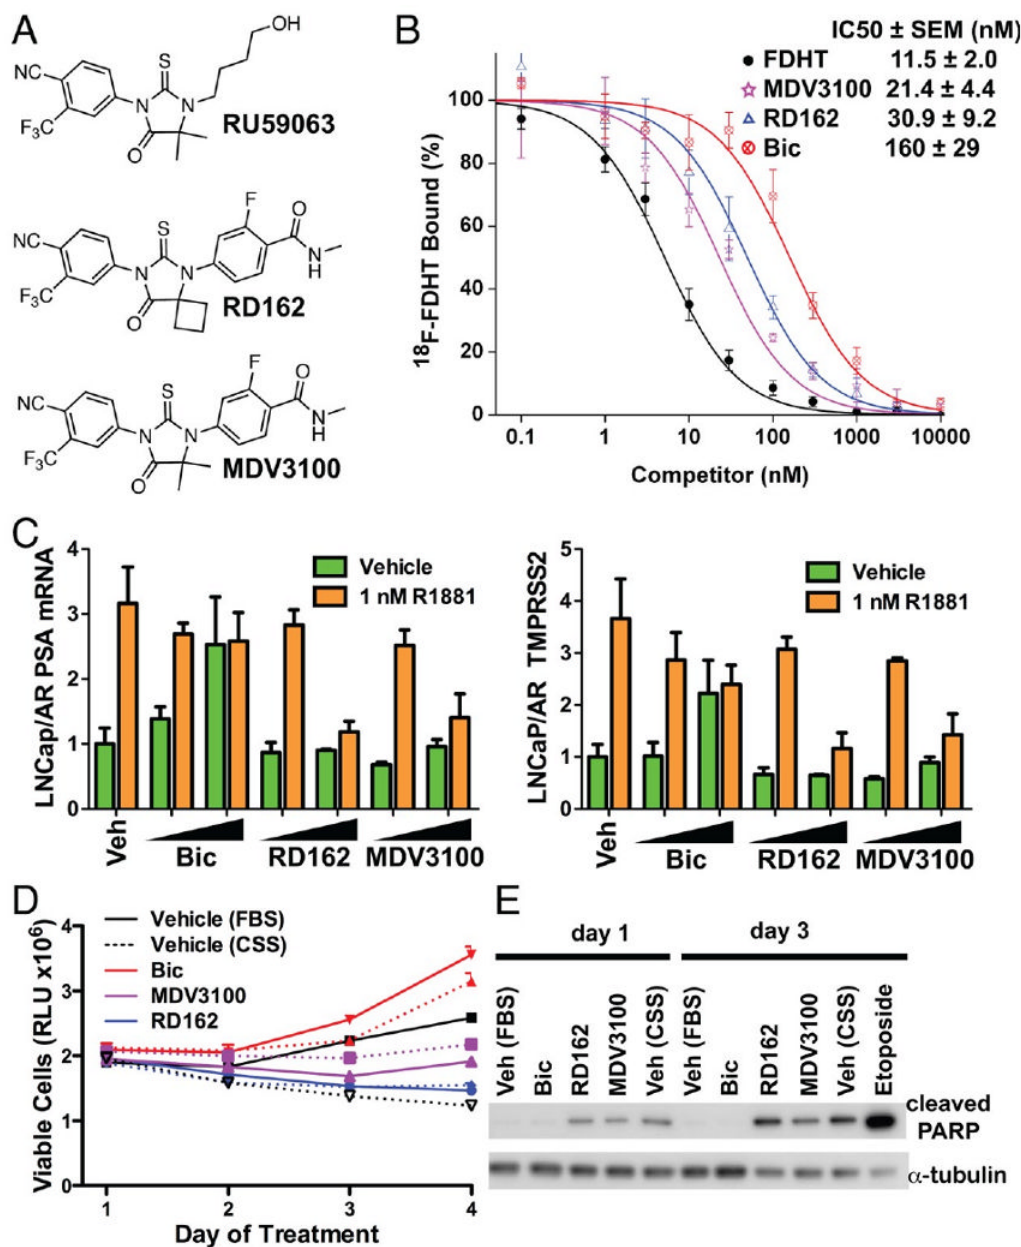 A
OH
NC
S
N
N
F3C
O
RU59063
F
O
NC
S
N
N
N
H
F3C
O
RD162
F
O
NC
S
N
N
N
H
F3C
O
MDV3100
B
IC50 ± SEM (nM)
FDHT 11.5 ± 2.0
MDV3100 21.4 ± 4.4
RD162 30.9 ± 9.2
Bic 160 ± 29
18F-FDHT Bound (%)
100
80
60
40
20
0
0.1 1 10 100 1000 10000
Competitor (nM)
C
LNCap/AR PSA mRNA
4
3
2
1
0
Vehicle
1 nM R1881
Veh Bic RD162 MDV3100
LNCaP/AR TMPRSS2
5
4
3
2
1
0
Vehicle
1 nM R1881
Veh Bic RD162 MDV3100
D
Viable Cells (RLU x10⁶)
4
3
2
1
0
Vehicle (FBS)
Vehicle (CSS)
Bic
MDV3100
RD162
1 2 3 4
Day of Treatment
E
day 1 day 3
Veh (FBS)
Bic
RD162
MDV3100
Veh (CSS)
Veh (FBS)
Bic
RD162
MDV3100
Veh (CSS)
Etoposide
cleaved
PARP
α-tubulin